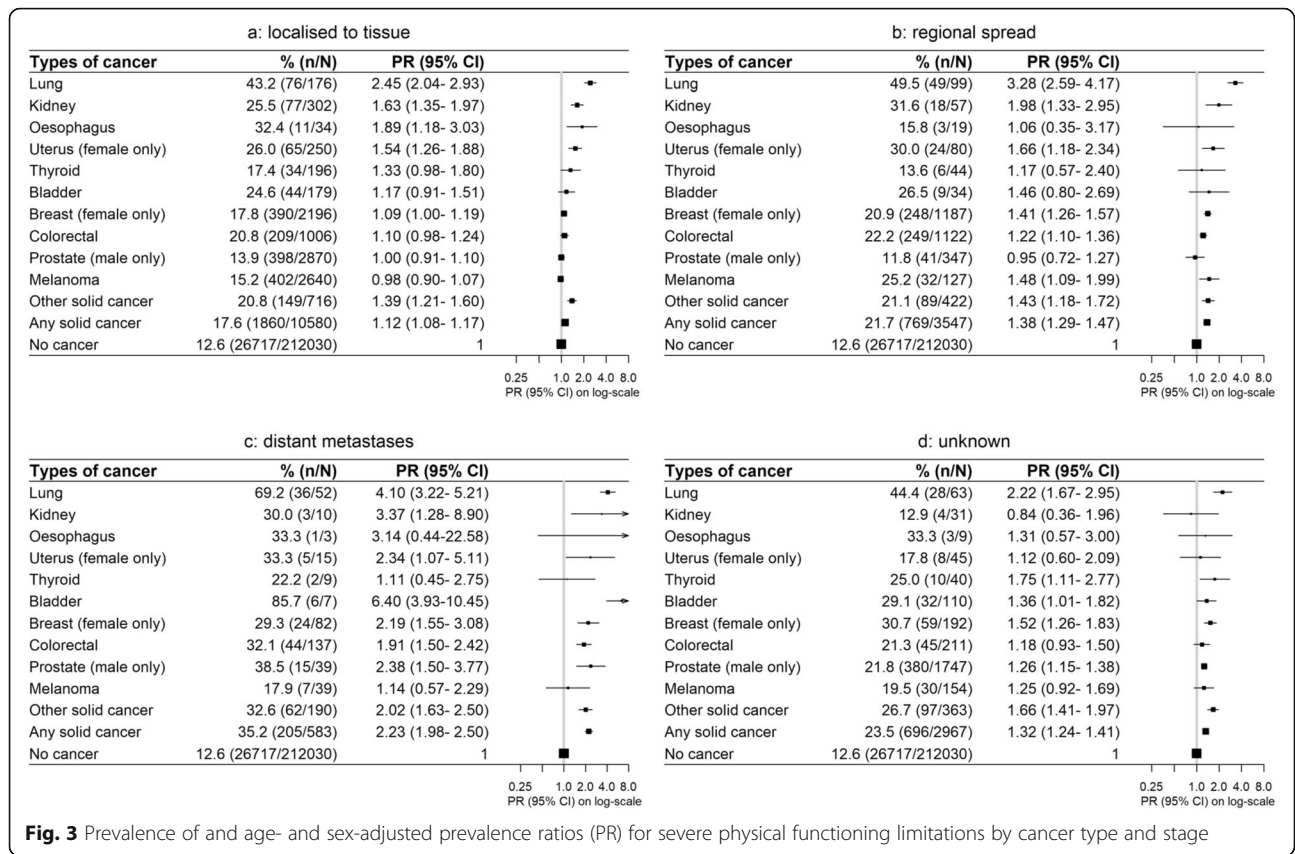 a: localised to tissue
Types of cancer % (n/N) PR (95% CI)
Lung 43.2 (76/176) 2.45 (2.04- 2.93)
Kidney 25.5 (77/302) 1.63 (1.35- 1.97)
Oesophagus 32.4 (11/34) 1.89 (1.18- 3.03)
Uterus (female only) 26.0 (65/250) 1.54 (1.26- 1.88)
Thyroid 17.4 (34/196) 1.33 (0.98- 1.80)
Bladder 24.6 (44/179) 1.17 (0.91- 1.51)
Breast (female only) 17.8 (390/2196) 1.09 (1.00- 1.19)
Colorectal 20.8 (209/1006) 1.10 (0.98- 1.24)
Prostate (male only) 13.9 (398/2870) 1.00 (0.91- 1.10)
Melanoma 15.2 (402/2640) 0.98 (0.90- 1.07)
Other solid cancer 20.8 (149/716) 1.39 (1.21- 1.60)
Any solid cancer 17.6 (1860/10580) 1.12 (1.08- 1.17)
No cancer 12.6 (26717/212030) 1
0.25 1.0 2.0 4.0 8.0
PR (95% CI) on log-scale
b: regional spread
Types of cancer % (n/N) PR (95% CI)
Lung 49.5 (49/99) 3.28 (2.59- 4.17)
Kidney 31.6 (18/57) 1.98 (1.33- 2.95)
Oesophagus 15.8 (3/19) 1.06 (0.35- 3.17)
Uterus (female only) 30.0 (24/80) 1.66 (1.18- 2.34)
Thyroid 13.6 (6/44) 1.17 (0.57- 2.40)
Bladder 26.5 (9/34) 1.46 (0.80- 2.69)
Breast (female only) 20.9 (248/1187) 1.41 (1.26- 1.57)
Colorectal 22.2 (249/1122) 1.22 (1.10- 1.36)
Prostate (male only) 11.8 (41/347) 0.95 (0.72- 1.27)
Melanoma 25.2 (32/127) 1.48 (1.09- 1.99)
Other solid cancer 21.1 (89/422) 1.43 (1.18- 1.72)
Any solid cancer 21.7 (769/3547) 1.38 (1.29- 1.47)
No cancer 12.6 (26717/212030) 1
0.25 1.0 2.0 4.0 8.0
PR (95% CI) on log-scale
c: distant metastases
Types of cancer % (n/N) PR (95% CI)
Lung 69.2 (36/52) 4.10 (3.22- 5.21)
Kidney 30.0 (3/10) 3.37 (1.28- 8.90)
Oesophagus 33.3 (1/3) 3.14 (0.44-22.58)
Uterus (female only) 33.3 (5/15) 2.34 (1.07- 5.11)
Thyroid 22.2 (2/9) 1.11 (0.45- 2.75)
Bladder 85.7 (6/7) 6.40 (3.93-10.45)
Breast (female only) 29.3 (24/82) 2.19 (1.55- 3.08)
Colorectal 32.1 (44/137) 1.91 (1.50- 2.42)
Prostate (male only) 38.5 (15/39) 2.38 (1.50- 3.77)
Melanoma 17.9 (7/39) 1.14 (0.57- 2.29)
Other solid cancer 32.6 (62/190) 2.02 (1.63- 2.50)
Any solid cancer 35.2 (205/583) 2.23 (1.98- 2.50)
No cancer 12.6 (26717/212030) 1
0.25 1.0 2.0 4.0 8.0
PR (95% CI) on log-scale
d: unknown
Types of cancer % (n/N) PR (95% CI)
Lung 44.4 (28/63) 2.22 (1.67- 2.95)
Kidney 12.9 (4/31) 0.84 (0.36- 1.96)
Oesophagus 33.3 (3/9) 1.31 (0.57- 3.00)
Uterus (female only) 17.8 (8/45) 1.12 (0.60- 2.09)
Thyroid 25.0 (10/40) 1.75 (1.11- 2.77)
Bladder 29.1 (32/110) 1.36 (1.01- 1.82)
Breast (female only) 30.7 (59/192) 1.52 (1.26- 1.83)
Colorectal 21.3 (45/211) 1.18 (0.93- 1.50)
Prostate (male only) 21.8 (380/1747) 1.26 (1.15- 1.38)
Melanoma 19.5 (30/154) 1.25 (0.92- 1.69)
Other solid cancer 26.7 (97/363) 1.66 (1.41- 1.97)
Any solid cancer 23.5 (696/2967) 1.32 (1.24- 1.41)
No cancer 12.6 (26717/212030) 1
0.25 1.0 2.0 4.0 8.0
PR (95% CI) on log-scale
Fig. 3 Prevalence of and age- and sex-adjusted prevalence ratios (PR) for severe physical functioning limitations by cancer type and stage